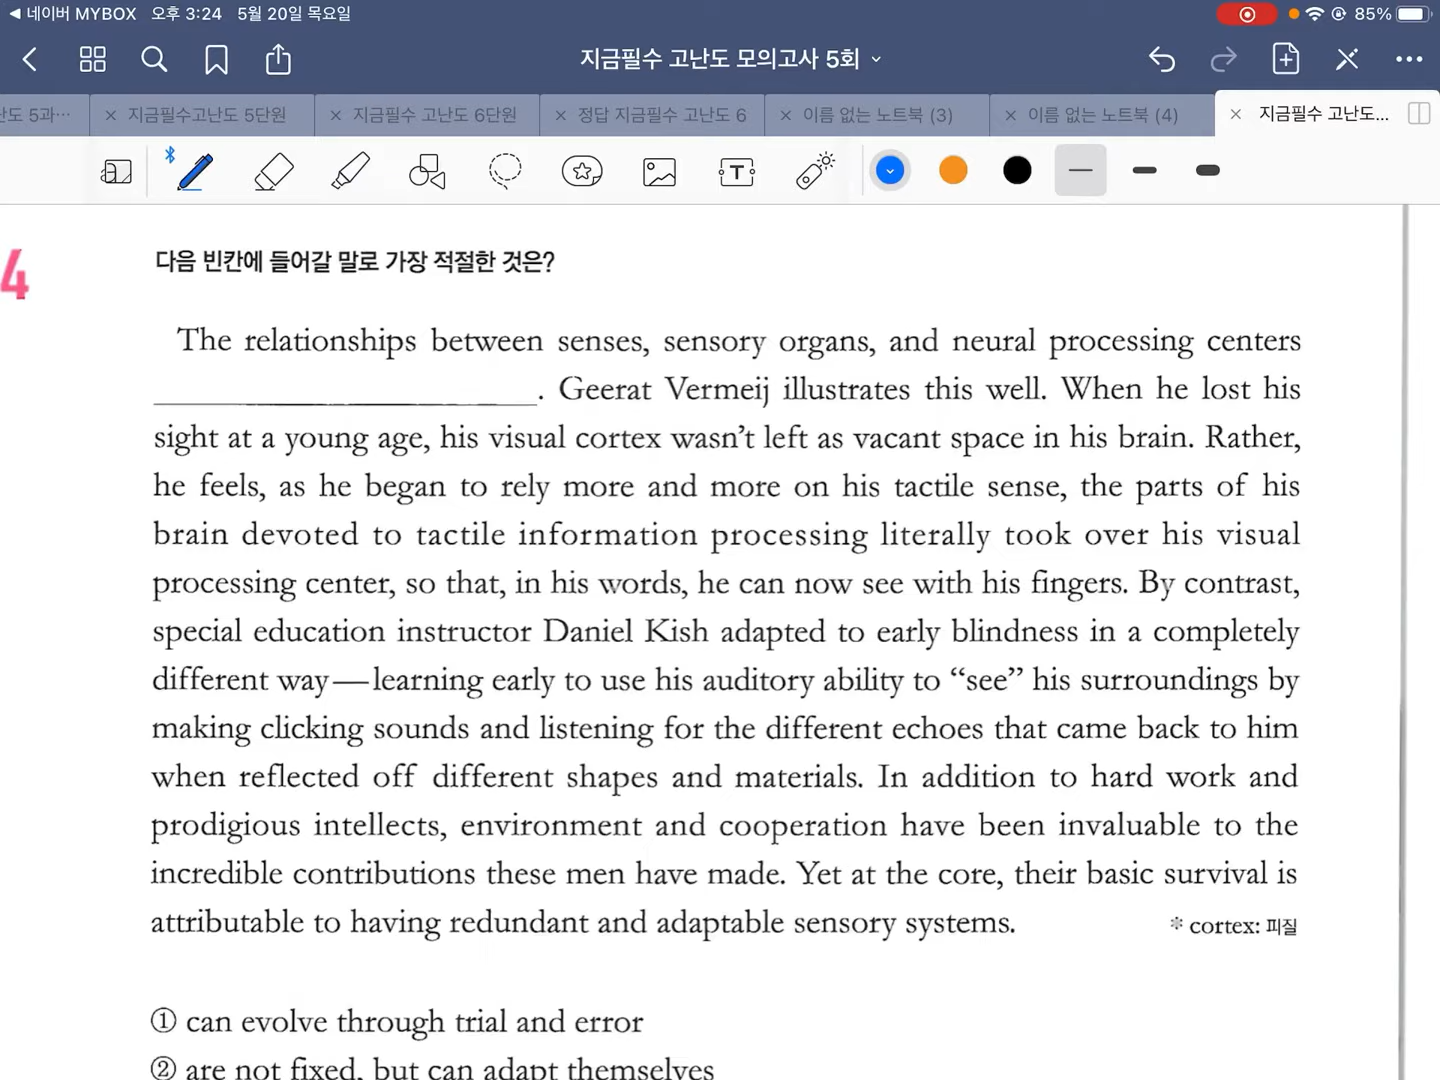 네이버 MYBOX 오후 3:24 5월 20일 목요일 85%
지금필수 고난도 모의고사 5회
난도 5과… × 지금필수고난도 5단원 × 지금필수 고난도 6단원 × 정답 지금필수 고난도 6 × 이름 없는 노트북 (3) × 이름 없는 노트북 (4) × 지금필수 고난도...
T
4 다음 빈칸에 들어갈 말로 가장 적절한 것은?
The relationships between senses, sensory organs, and neural processing centers
____________________. Geerat Vermeij illustrates this well. When he lost his
sight at a young age, his visual cortex wasn’t left as vacant space in his brain. Rather,
he feels, as he began to rely more and more on his tactile sense, the parts of his
brain devoted to tactile information processing literally took over his visual
processing center, so that, in his words, he can now see with his fingers. By contrast,
special education instructor Daniel Kish adapted to early blindness in a completely
different way—learning early to use his auditory ability to “see” his surroundings by
making clicking sounds and listening for the different echoes that came back to him
when reflected off different shapes and materials. In addition to hard work and
prodigious intellects, environment and cooperation have been invaluable to the
incredible contributions these men have made. Yet at the core, their basic survival is
attributable to having redundant and adaptable sensory systems. * cortex: 피질
① can evolve through trial and error
② are not fixed, but can adapt themselves